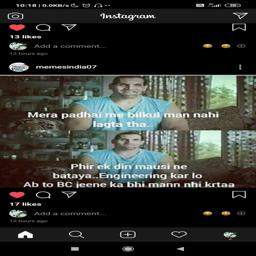 10:18 | 0.0KB/s
Instagram
13 likes
Add a comment...
12 hours ago
memesindia07
Mera padhai me bilkul man nahi
lagta tha..
Phir ek din mausi ne
bataya..Engineering kar lo
Ab to BC jeene ka bhi mann nhi krtaa
17 likes
Add a comment...
12 hours ago